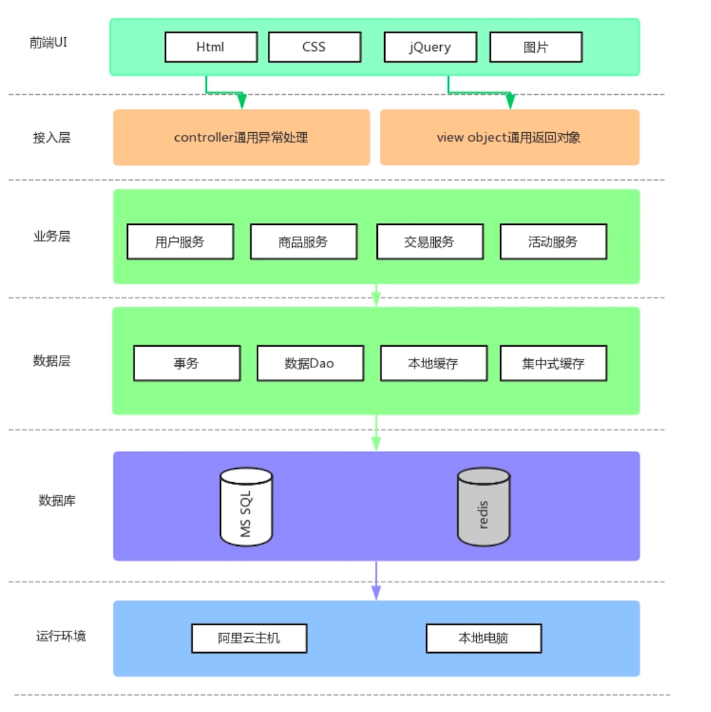 前端UI
Html
CSS
jQuery
图片
接入层
controller通用异常处理
view object通用返回对象
业务层
用户服务
商品服务
交易服务
活动服务
数据层
事务
数据Dao
本地缓存
集中式缓存
数据库
MS SQL
redis
运行环境
阿里云主机
本地电脑